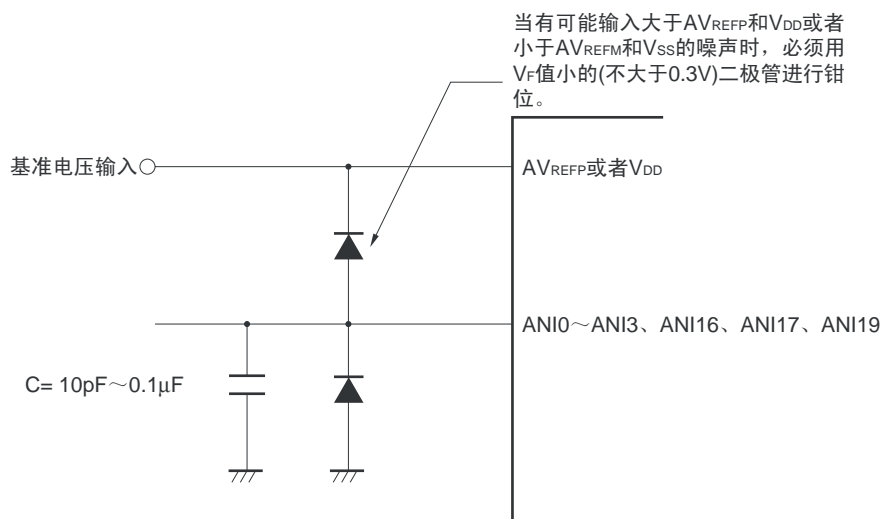 当有可能输入大于AVREFP和VDD或者
小于AVREFM和VSS的噪声时，必须用
VF值小的(不大于0.3V)二极管进行钳
位。
基准电压输入
AVREFP或者VDD
ANI0～ANI3、ANI16、ANI17、ANI19
C= 10pF～0.1μF